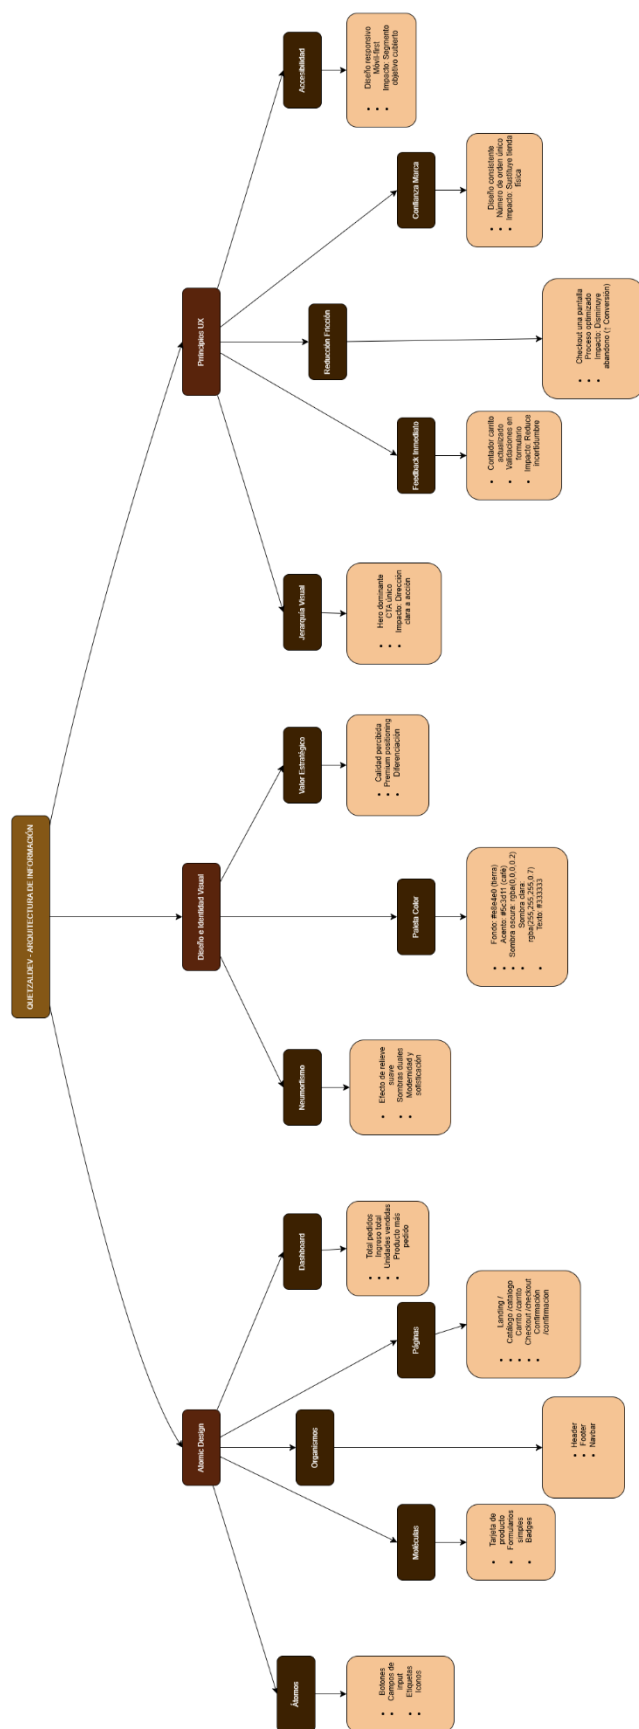 QUETZALDEV - ARQUITECTURA DE INFORMACIÓN
Atomic Design
Diseño e Identidad Visual
Principios UX
Átomos
Moléculas
Organismos
Páginas
Dashboard
Neumorfismo
Paleta Color
Valor Estratégico
Jerarquía Visual
Feedback Inmediato
Reducción Fricción
Confianza Marca
Accesibilidad
• Botones
• Campos de
input
• Etiquetas
• Iconos
• Tarjeta de
producto
• Formularios
simples
• Badges
• Header
• Footer
• Navbar
• Landing /
• Catálogo /catalogo
• Carrito /carrito
• Checkout /checkout
• Confirmación
/confirmacion
• Total pedidos
• Ingreso total
• Unidades vendidas
• Producto más
pedido
• Efecto de relieve
suave
• Sombras duales
• Modernidad y
sofisticación
• Fondo: #e8e4e0 (tierra)
• Acento: #5c3d11 (café)
• Sombra oscura: rgba(0,0,0,0.2)
• Sombra clara:
rgba(255,255,255,0.7)
• Texto: #333333
• Calidad percibida
• Premium positioning
• Diferenciación
• Hero dominante
• CTA único
• Impacto: Dirección
clara a acción
• Contador carrito
actualizado
• Validaciones en
formulario
• Impacto: Reduce
incertidumbre
• Checkout una pantalla
• Proceso optimizado
• Impacto: Disminuye
abandono (↑ Conversión)
• Diseño consistente
• Número de orden único
• Impacto: Sustituye tienda
física
• Diseño responsivo
• Móvil-first
• Impacto: Segmento
objetivo cubierto